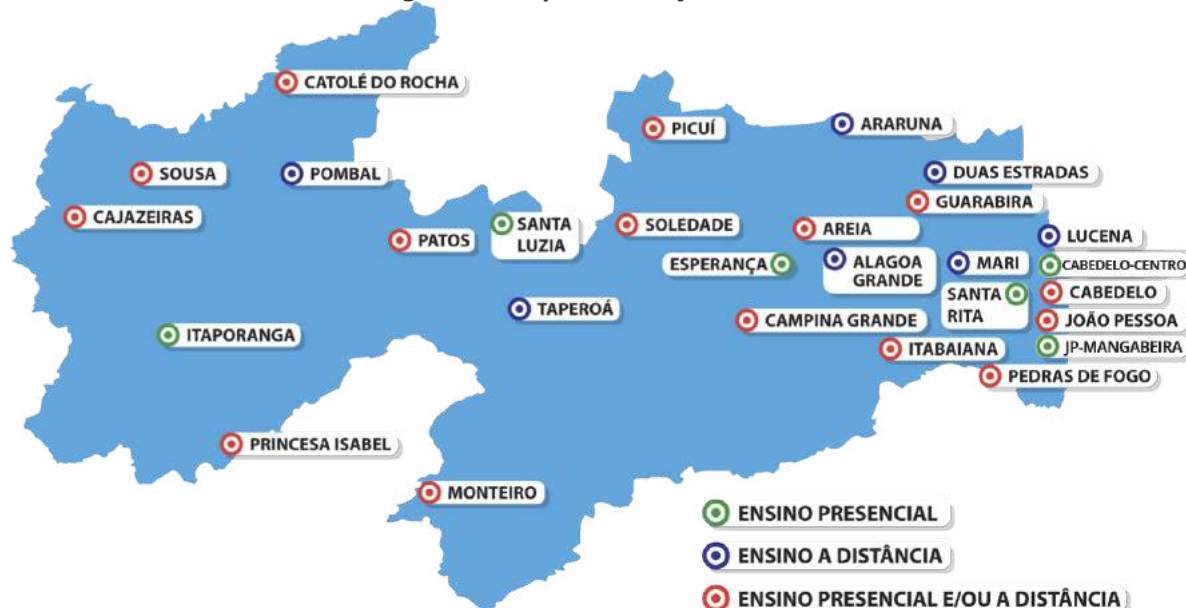 CATOLÉ DO ROCHA
PICUÍ
ARARUNA
SOUSA
POMBAL
DUAS ESTRADAS
GUARABIRA
CAJAZEIRAS
PATOS
SANTA
LUZIA
SOLEDADE
AREIA
LUCENA
ESPERANÇA
ALAGOA
GRANDE
MARI
CABEDELO-CENTRO
SANTA
RITA
CABEDELO
TAPEROÁ
CAMPINA GRANDE
JOÃO PESSOA
ITAPORANGA
ITABAIANA
JP-MANGABEIRA
PEDRAS DE FOGO
PRINCESA ISABEL
MONTEIRO
ENSINO PRESENCIAL
ENSINO A DISTÂNCIA
ENSINO PRESENCIAL E/OU A DISTÂNCIA